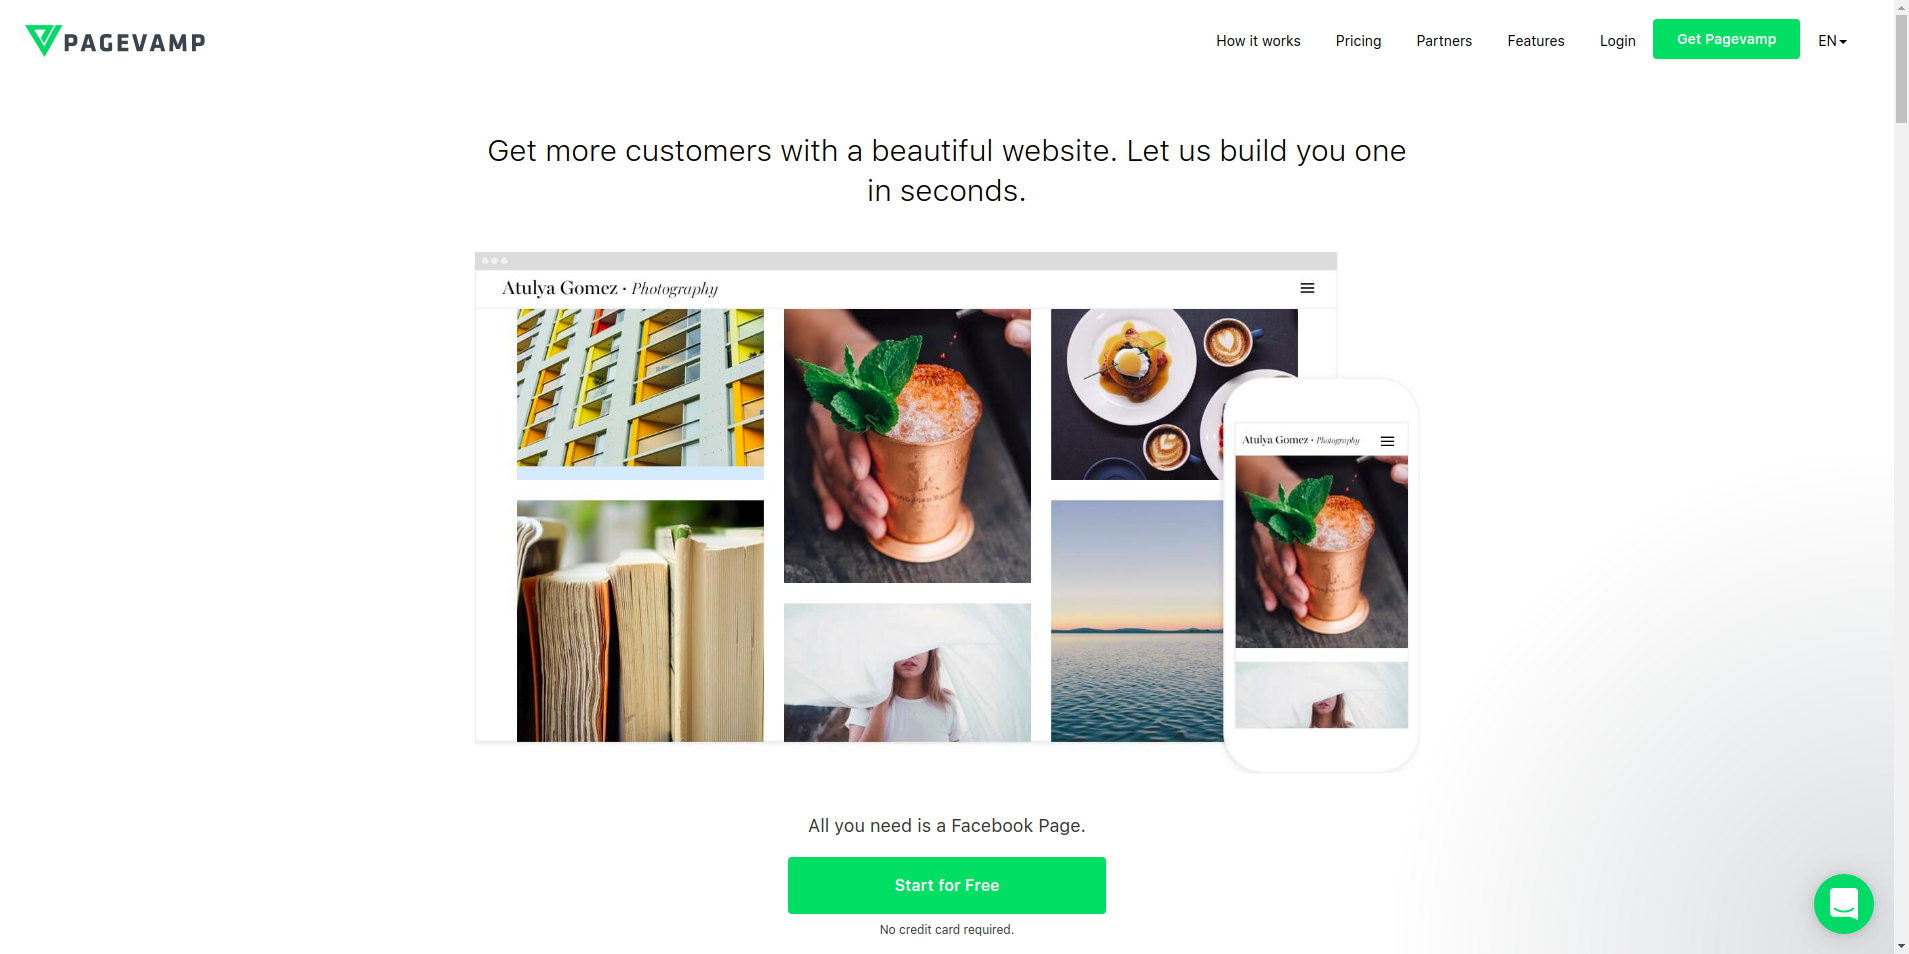 PAGEVAMP
How it works Pricing Partners Features Login Get Pagevamp EN
Get more customers with a beautiful website. Let us build you one
in seconds.
Atulya Gomez · Photography
Atulya Gomez · Photography
All you need is a Facebook Page.
Start for Free
No credit card required.